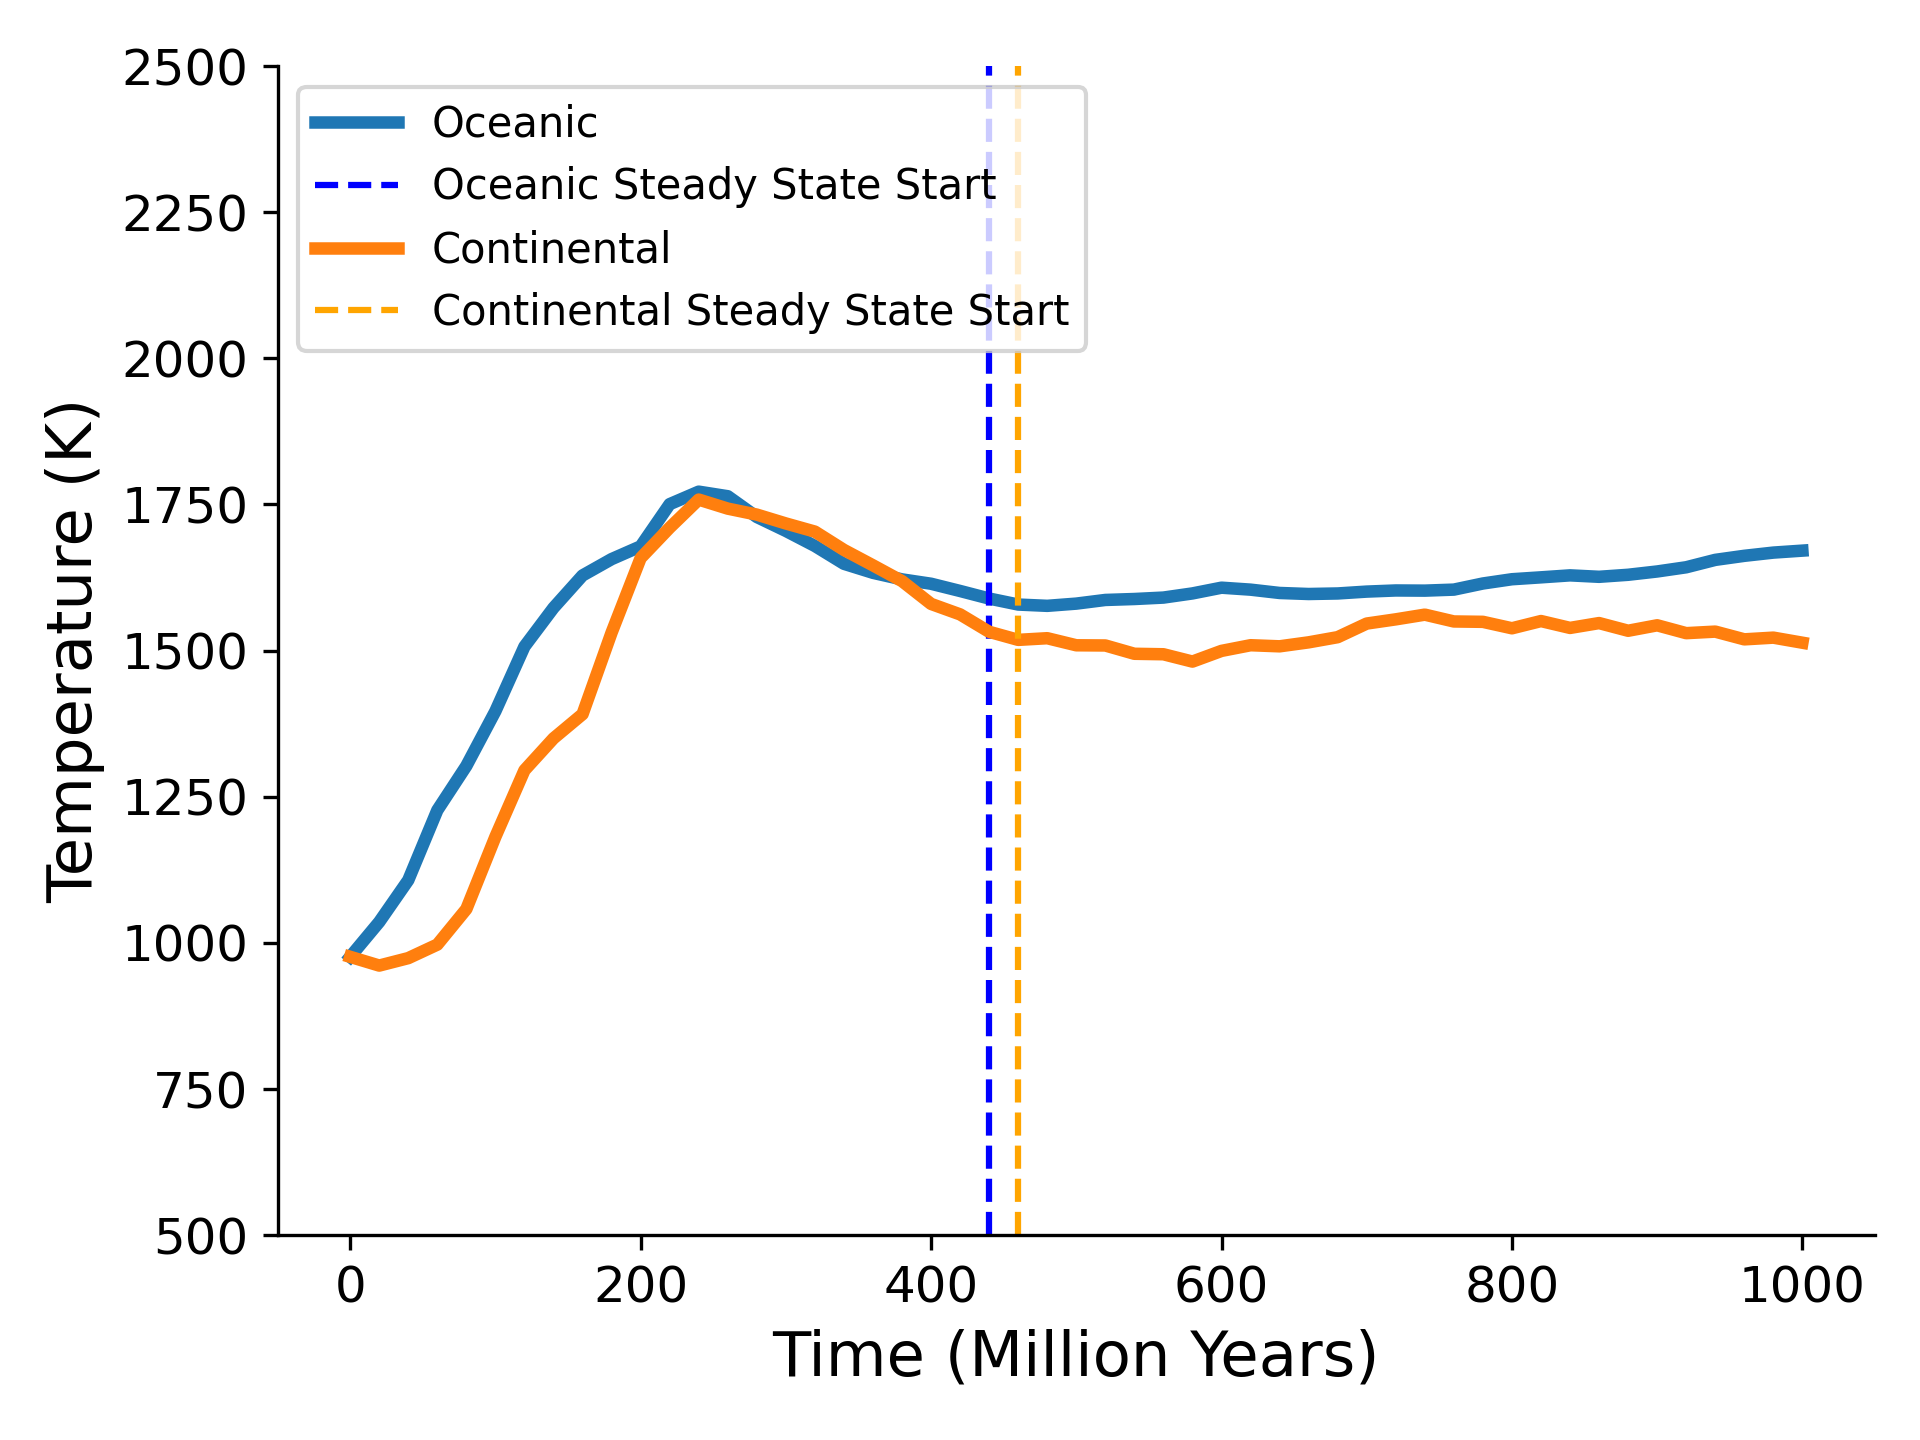 2500
2250
2000
1750
1500
1250
1000
750
500
Temperature (K)
Oceanic
Oceanic Steady State Start
Continental
Continental Steady State Start
0 200 400 600 800 1000
Time (Million Years)